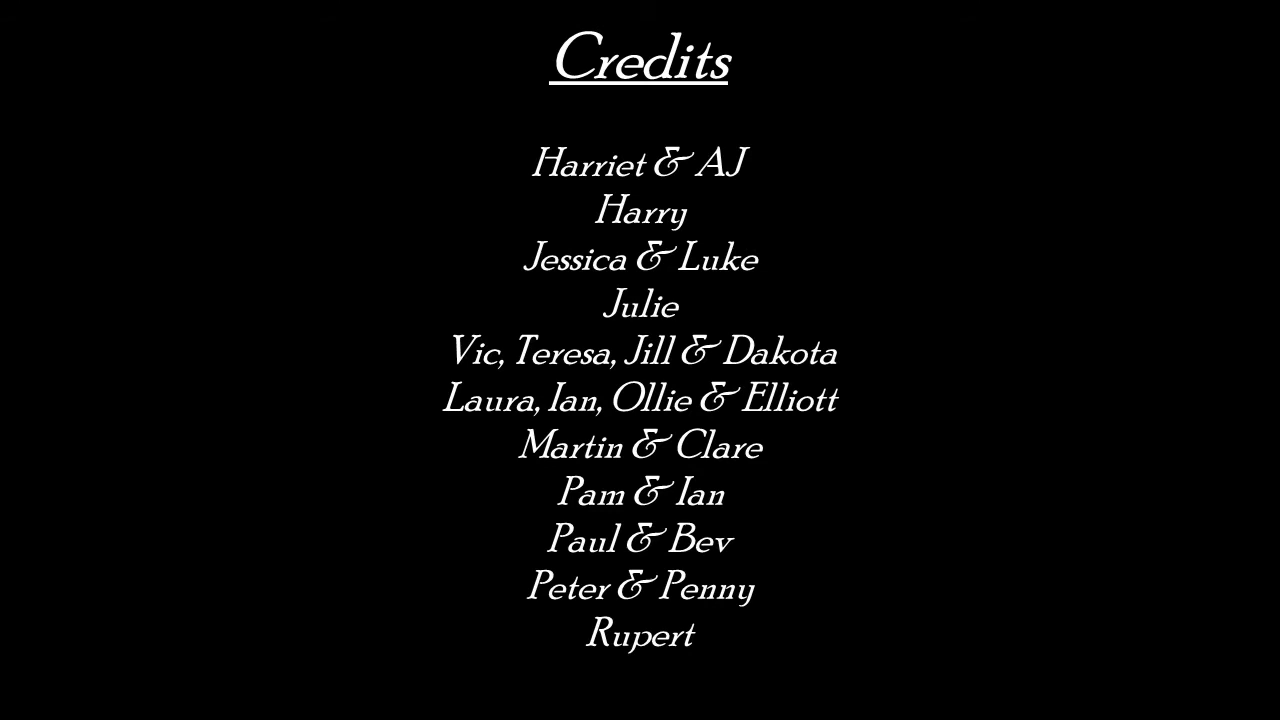 Credits
Harriet & AJ
Harry
Jessica & Luke
Julie
Vic, Teresa, Jill & Dakota
Laura, Ian, Ollie & Elliott
Martin & Clare
Pam & Ian
Paul & Bev
Peter & Penny
Rupert